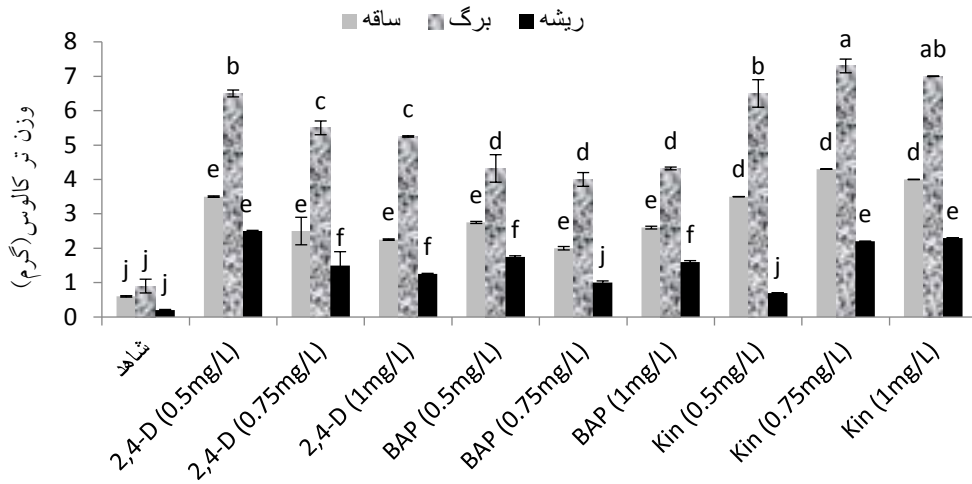 ساقه برگ ریشه
وزن تر کالوس(گرم)
8
7
6
5
4
3
2
1
0
j j j
e b e
e c f
e c f
e d e
e d j
e d f
d b j
d a e
d ab e
شاهد
2,4-D (0.5mg/L)
2,4-D (0.75mg/L)
2,4-D (1mg/L)
BAP (0.5mg/L)
BAP (0.75mg/L)
BAP (1mg/L)
Kin (0.5mg/L)
Kin (0.75mg/L)
Kin (1mg/L)